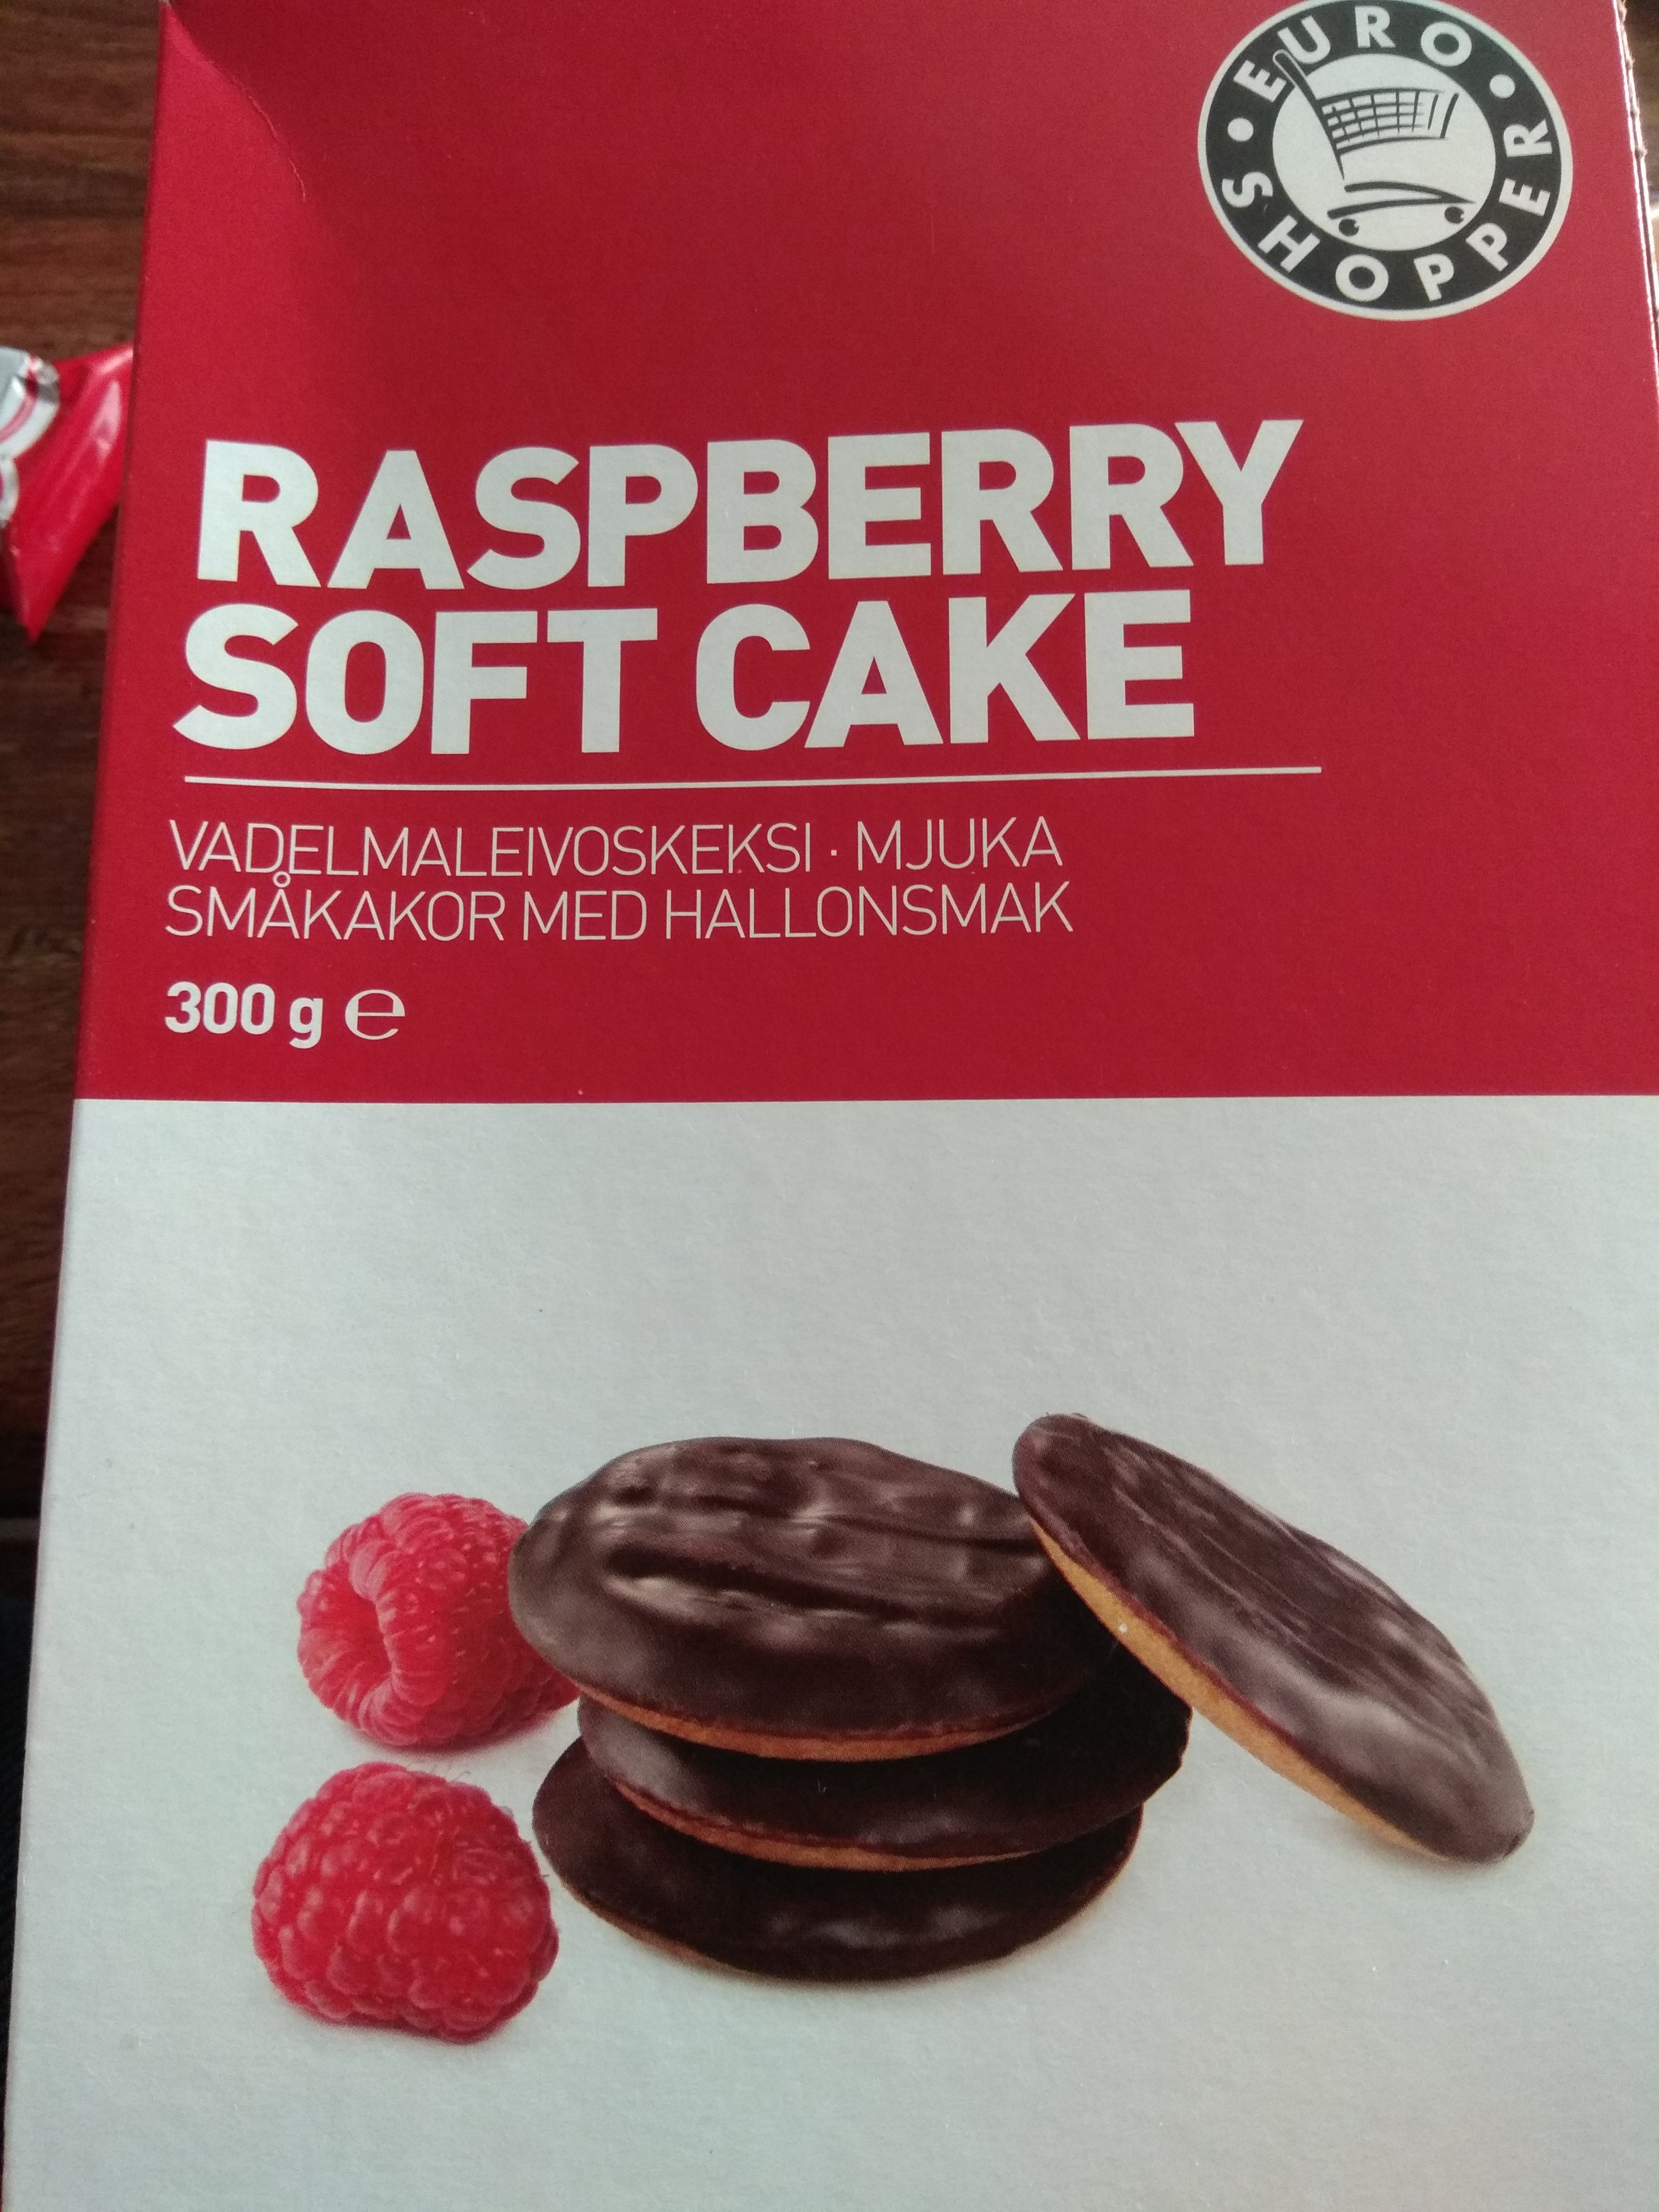 EURO SHOPPER
RASPBERRY
SOFT CAKE
VADELMALEIVOSKEKSI · MJUKA
SMÅKAKOR MED HALLONSMAK
300 g ℮